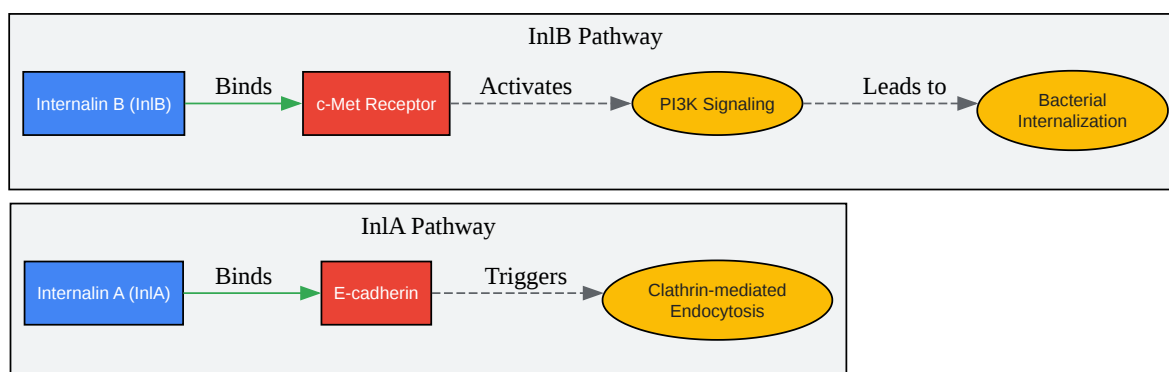 InlB Pathway
Internalin B (InlB)
Binds
c-Met Receptor
Activates
PI3K Signaling
Leads to
Bacterial
Internalization
InlA Pathway
Internalin A (InlA)
Binds
E-cadherin
Triggers
Clathrin-mediated
Endocytosis